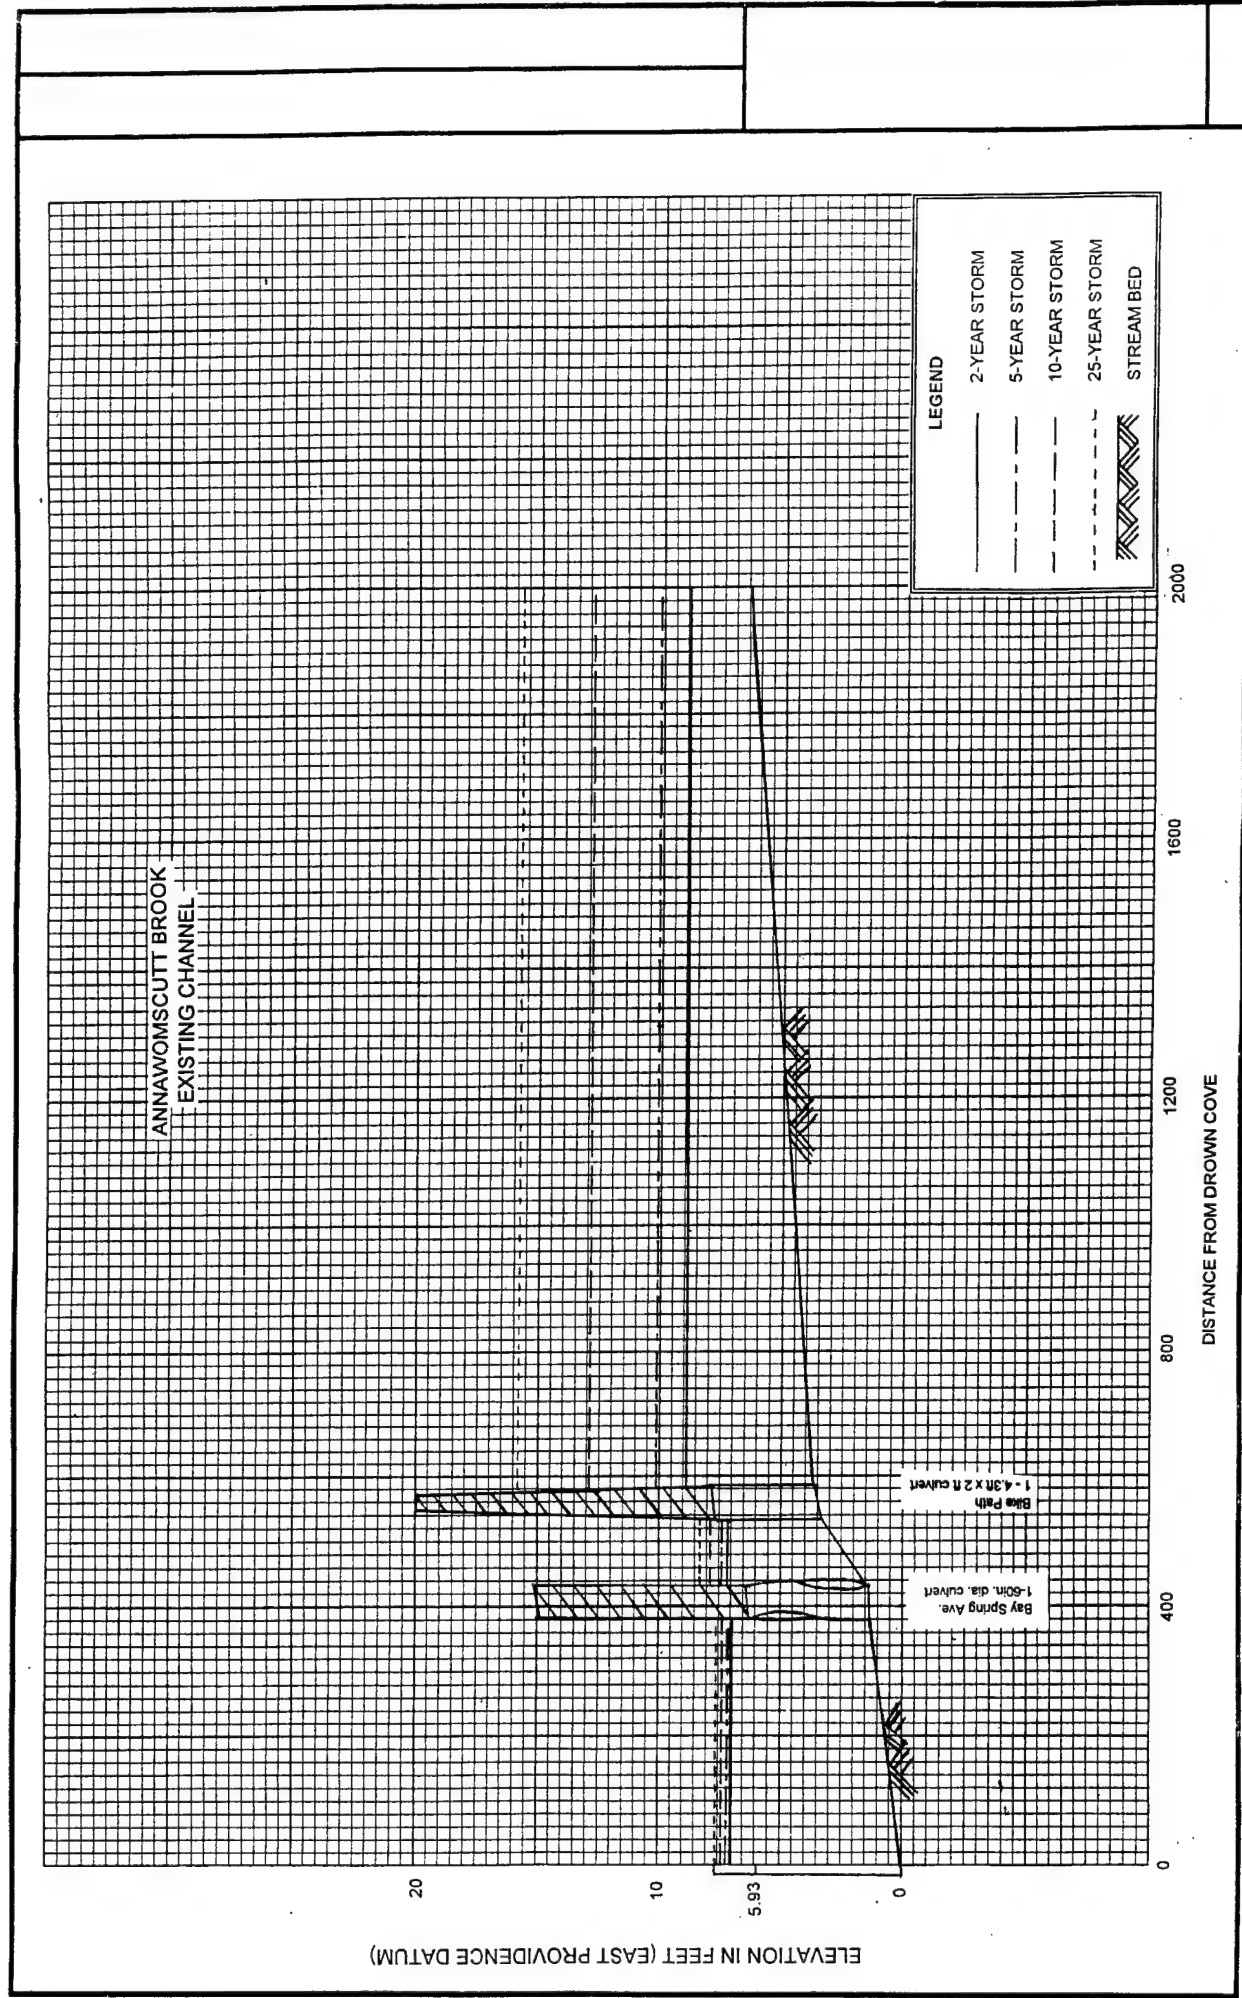 ANNAWOMSCUTT BROOK
EXISTING CHANNEL
ELEVATION IN FEET (EAST PROVIDENCE DATUM)
20
10
5.93
0
0
400
800
1200
1600
2000
DISTANCE FROM DROWN COVE
Bay Spring Ave.
1-60in. dia. culvert
Bike Path
1 - 4.3ft x 2 ft culvert
LEGEND
2-YEAR STORM
5-YEAR STORM
10-YEAR STORM
25-YEAR STORM
STREAM BED